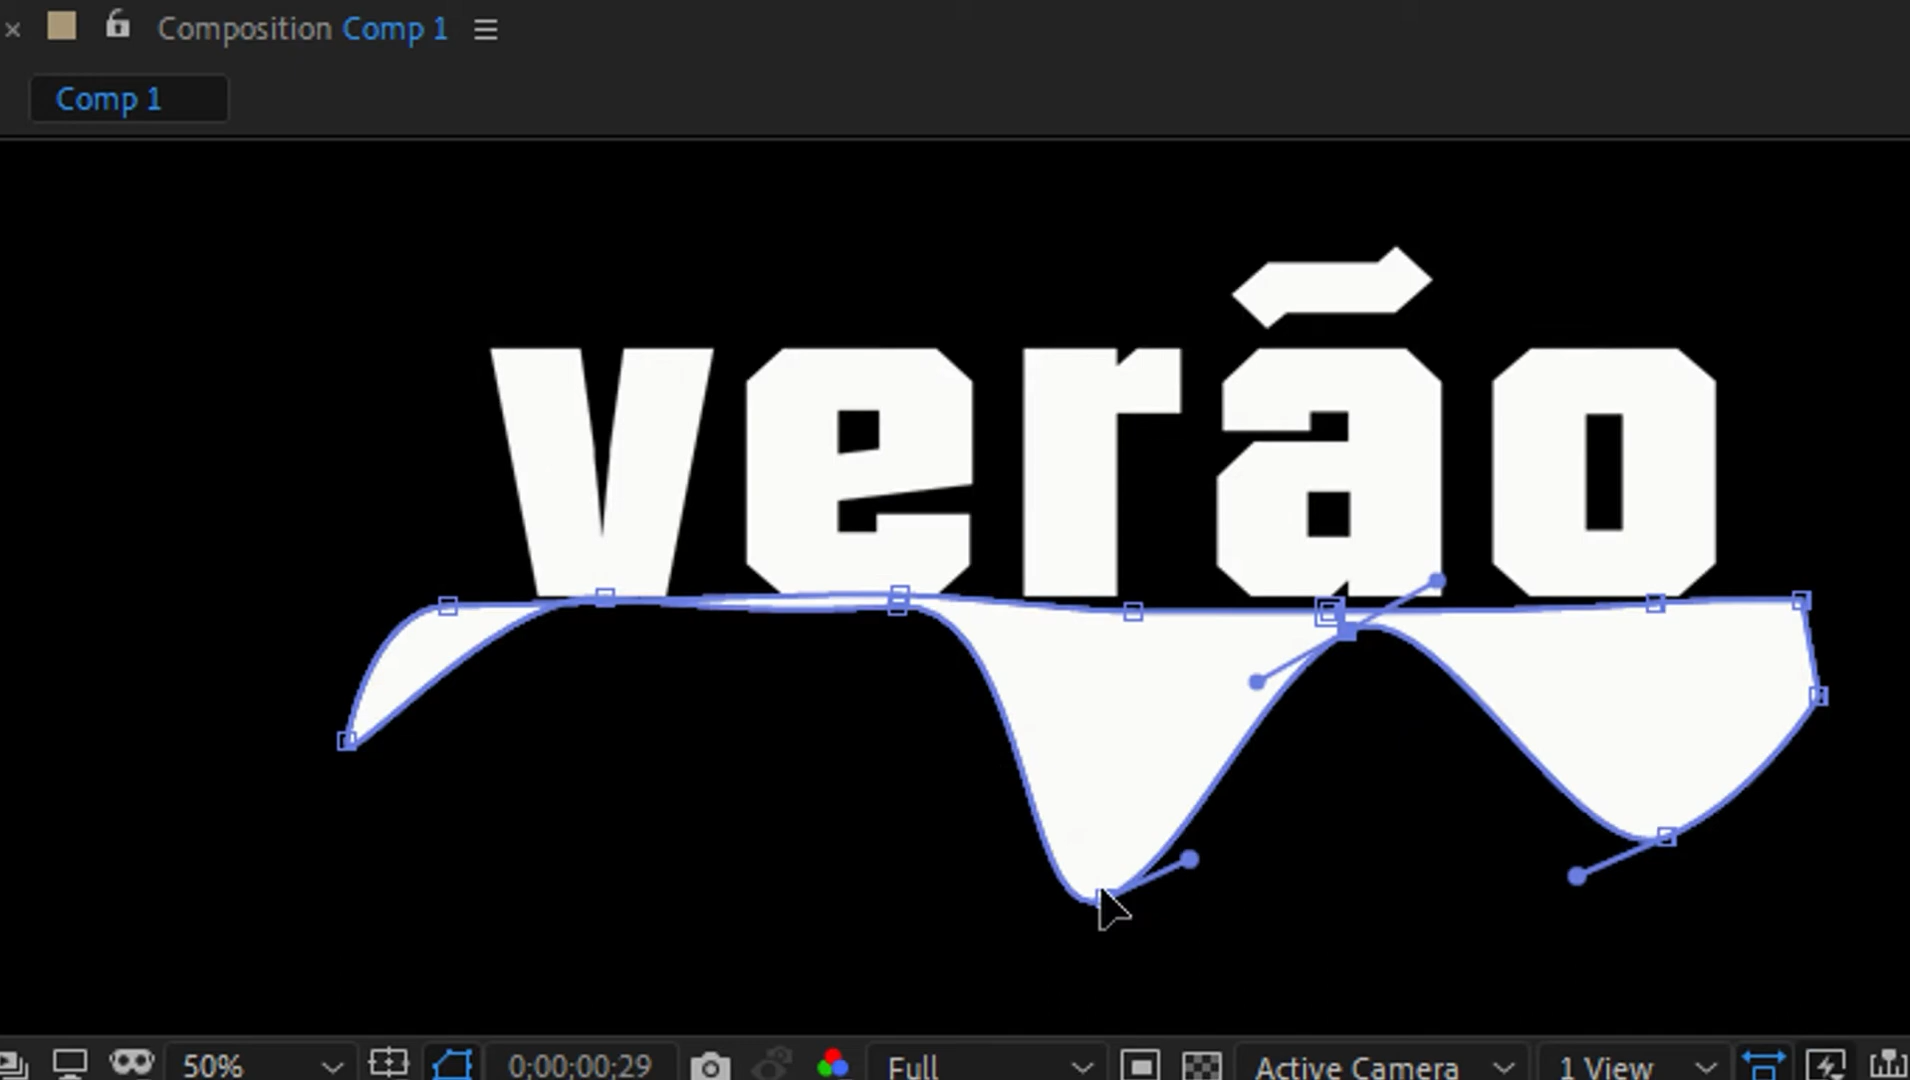 Composition Comp 1
Comp 1
verão
50% 0;00;00;29 Full Active Camera 1 View